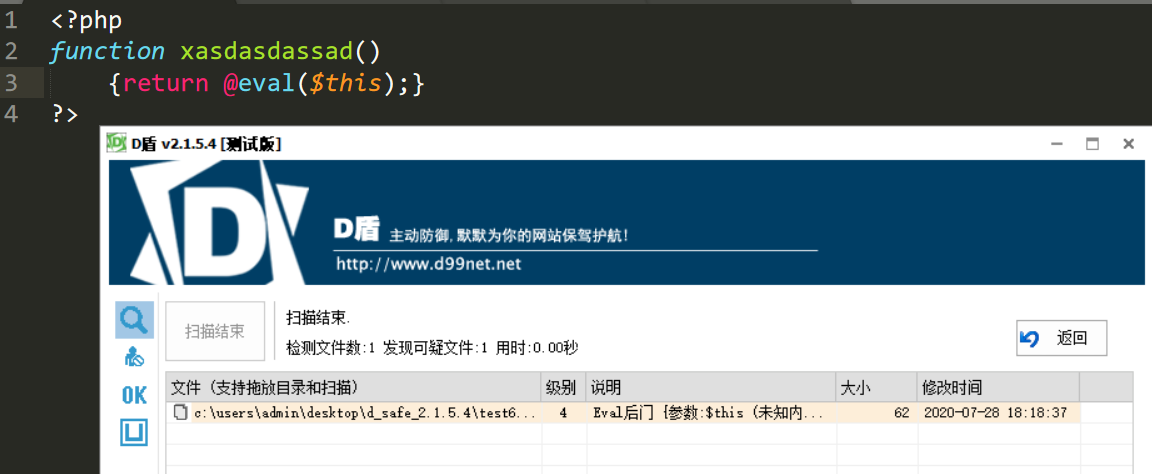 1 <?php
2 function xasdasdassad()
3 {return @eval($this);}
4 ?>
D盾 v2.1.5.4 [测试版]
D盾 主动防御,默默为你的网站保驾护航!
http://www.d99net.net
扫描结束
扫描结束.
检测文件数:1 发现可疑文件:1 用时:0.00秒
返回
文件 (支持拖放目录和扫描) 级别 说明 大小 修改时间
c:\users\admin\desktop\d_safe_2.1.5.4\test6... 4 Eval后门 {参数:$this (未知内... 62 2020-07-28 18:18:37
OK